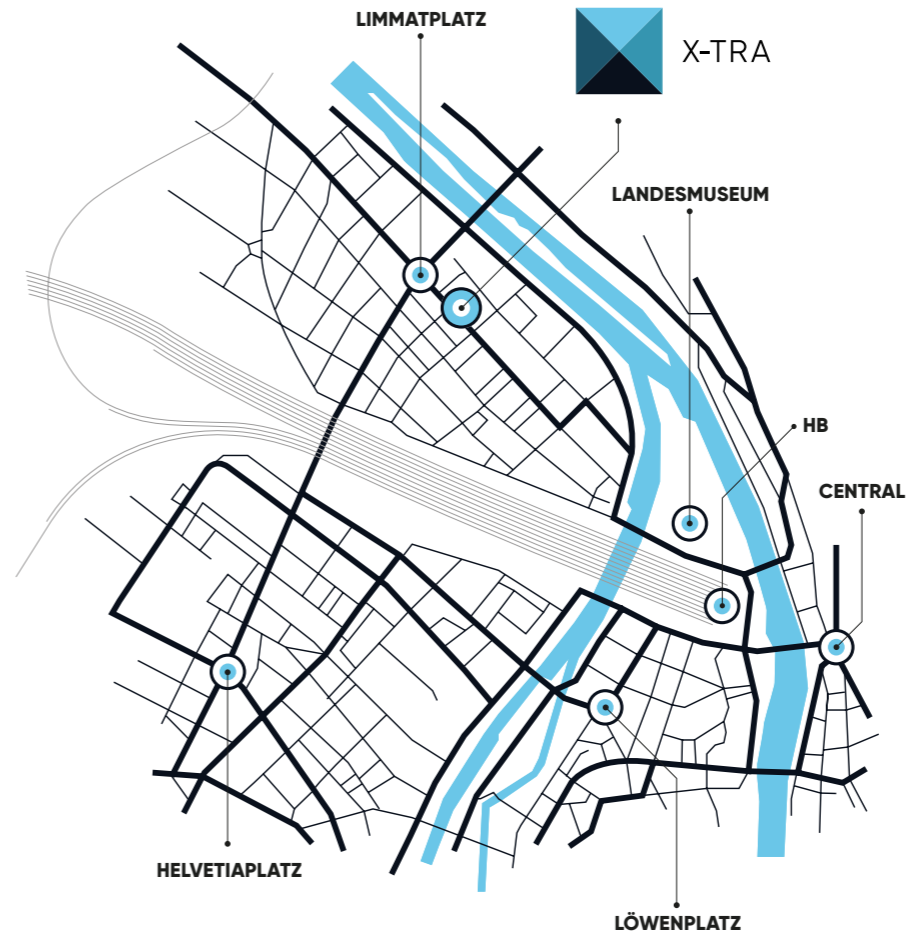 LIMMATPLATZ
X-TRA
LANDESMUSEUM
HB
CENTRAL
HELVETIAPLATZ
LÖWENPLATZ